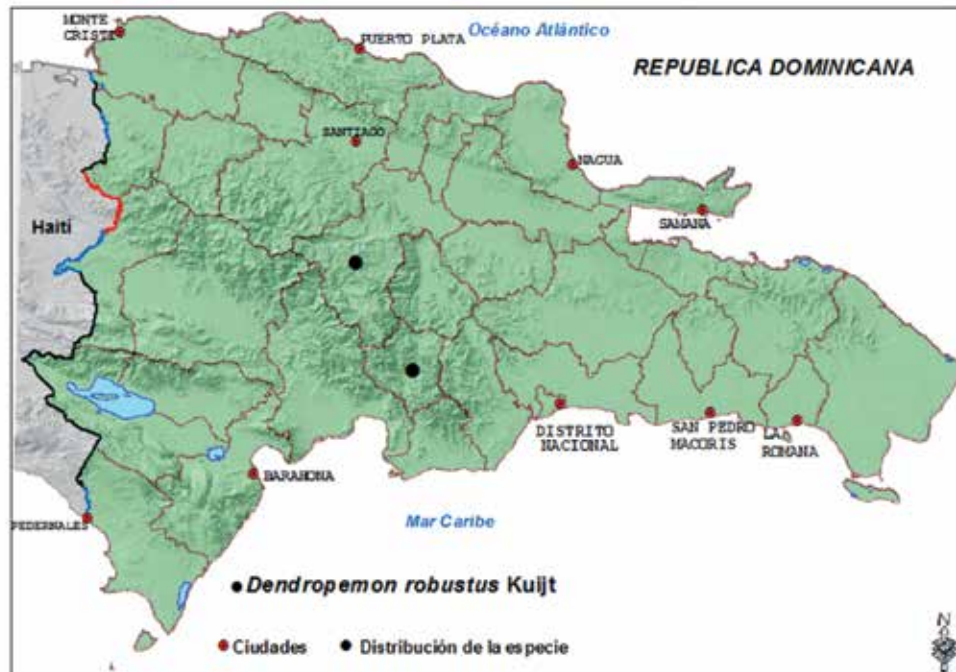 MONTE-
CRISTI
PUERTO PLATA
Océano Atlántico
REPUBLICA DOMINICANA
SANTIAGO
NAGUA
SAMANA
Haití
DISTRITO
NACIONAL
SAN PEDRO
MACORIS
LA
ROMANA
BARAHONA
PEDERNALES
Mar Caribe
Dendropemon robustus Kuijt
Ciudades
Distribución de la especie
N